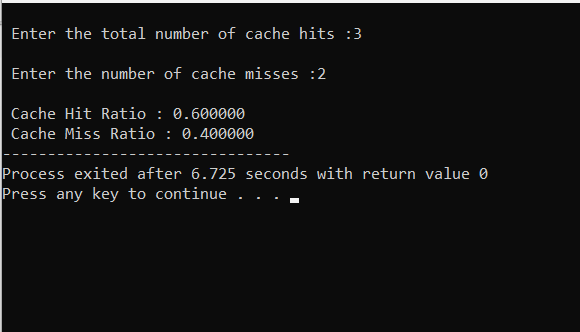 Enter the total number of cache hits :3
Enter the number of cache misses :2
Cache Hit Ratio : 0.600000
Cache Miss Ratio : 0.400000
--------------------------------
Process exited after 6.725 seconds with return value 0
Press any key to continue . . .